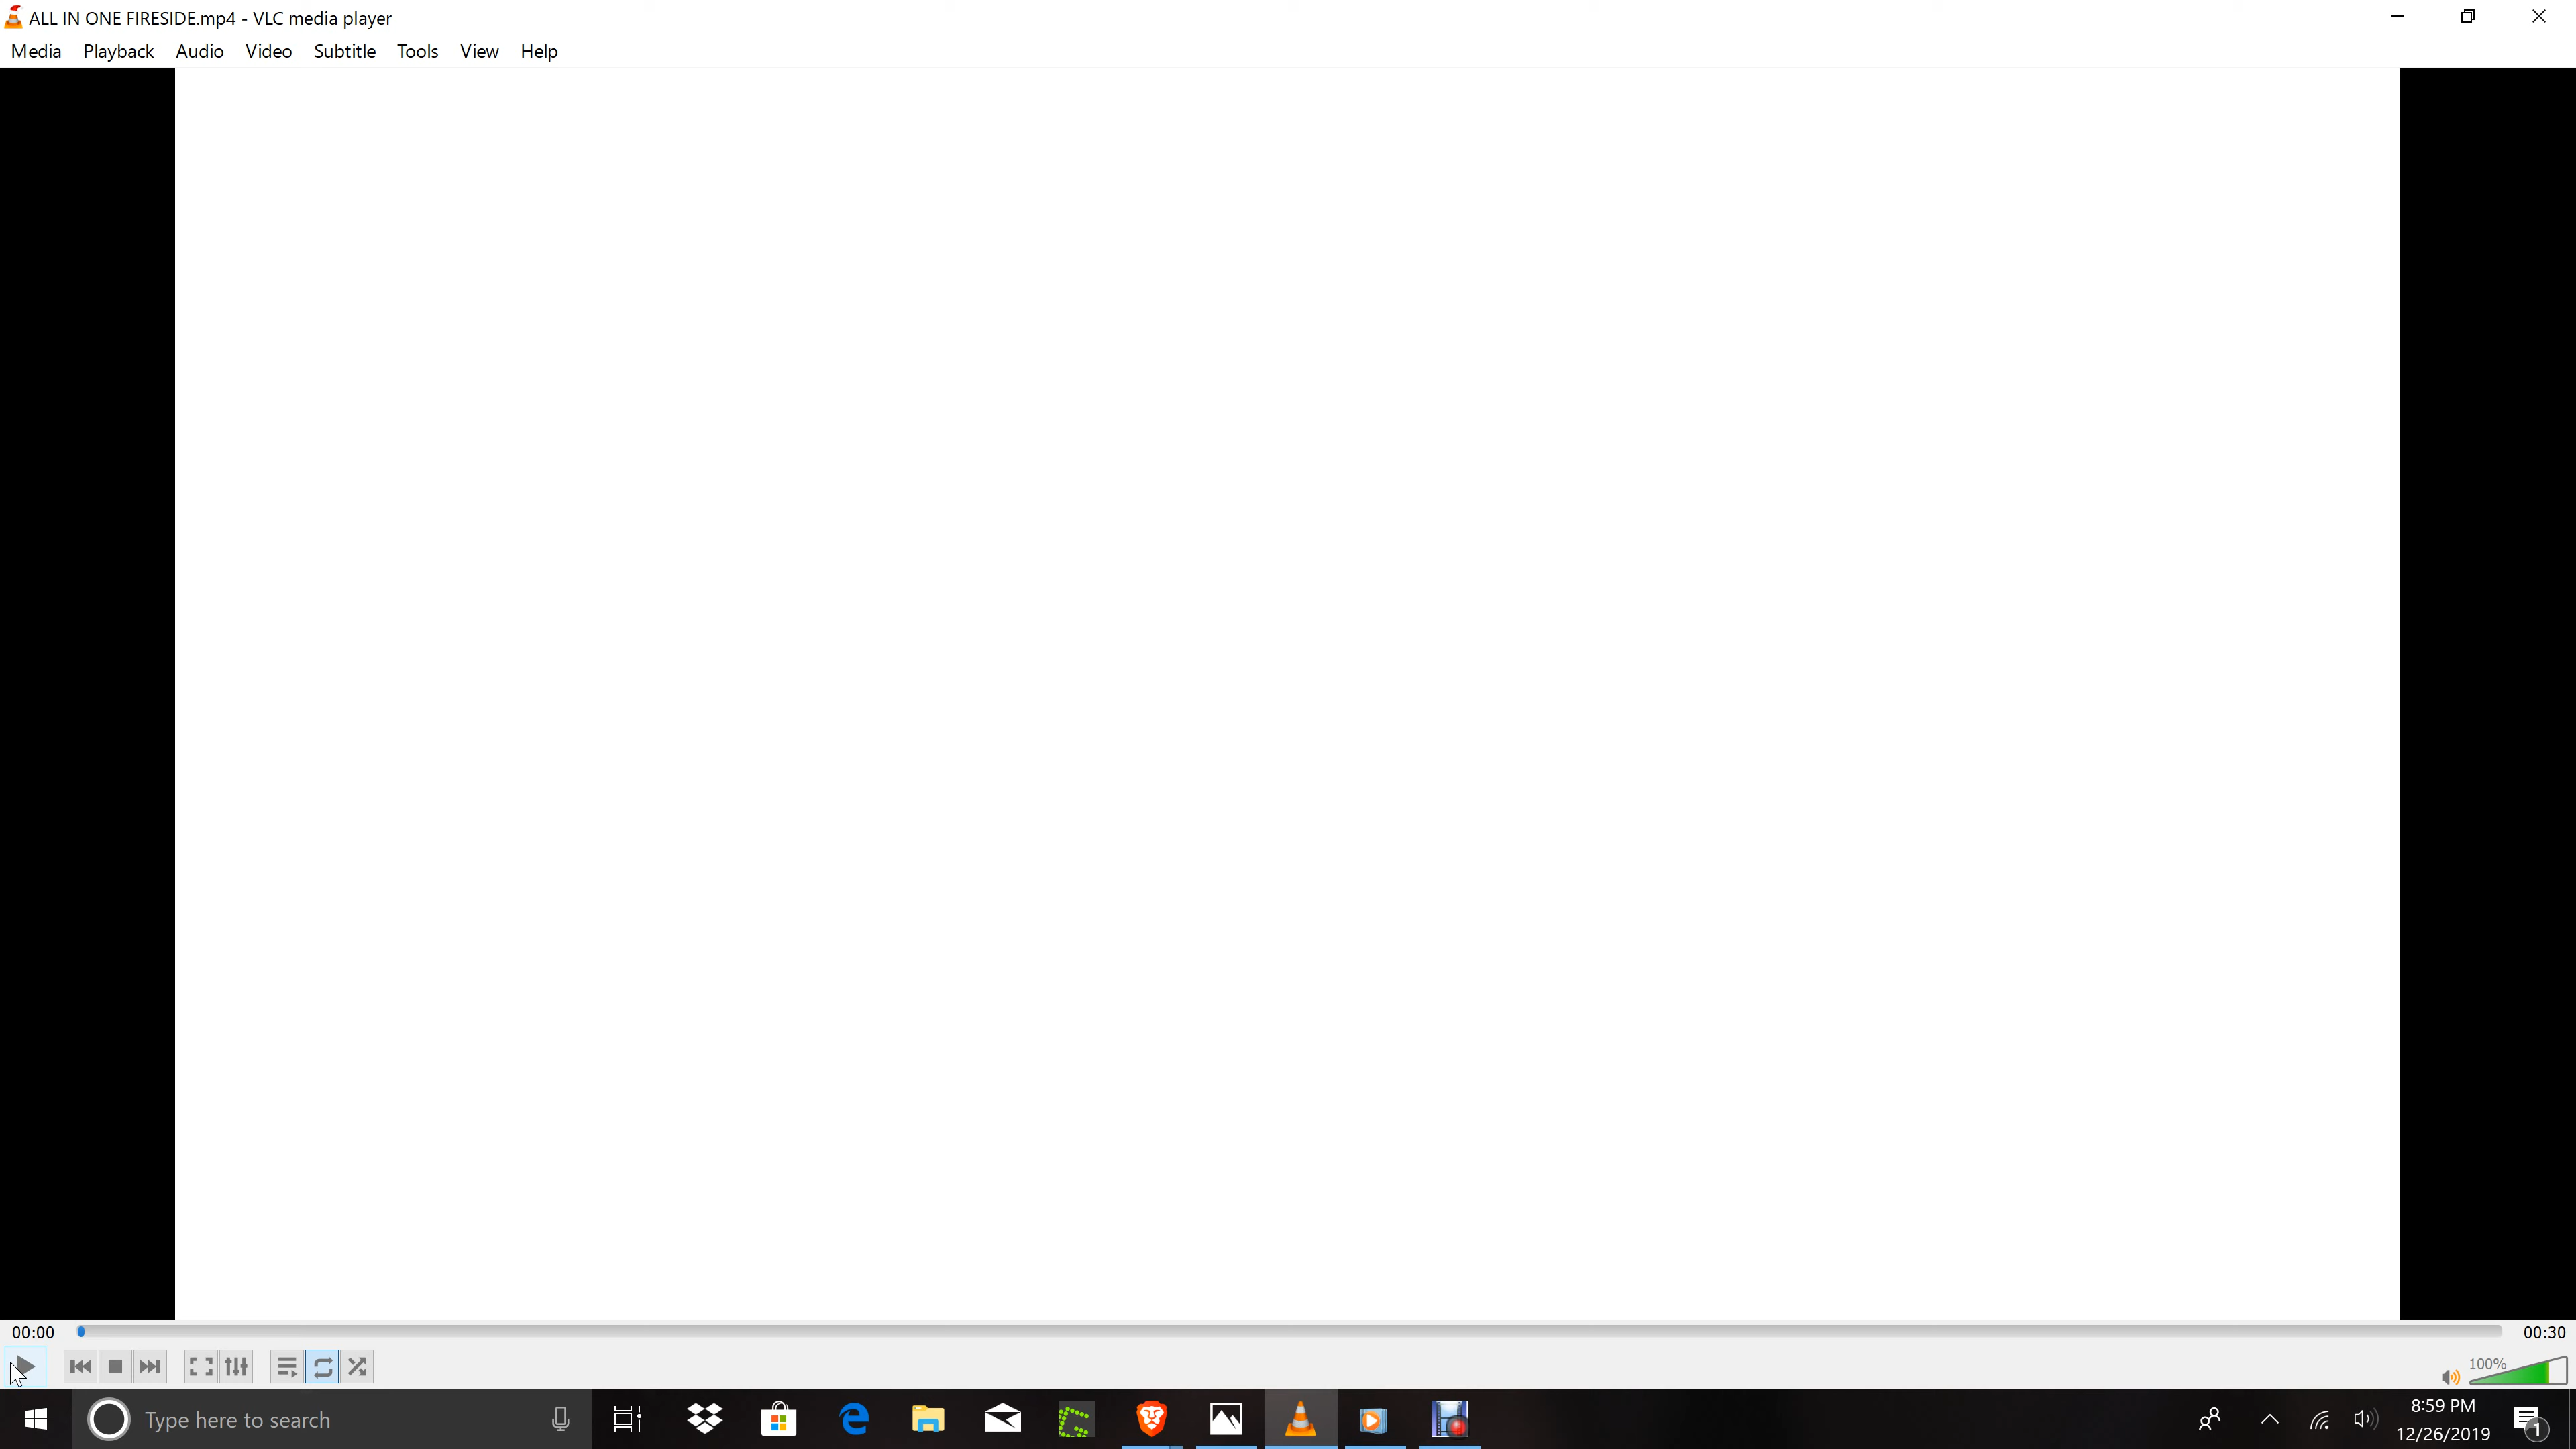 ALL IN ONE FIRESIDE.mp4 - VLC media player
Media Playback Audio Video Subtitle Tools View Help
00:00 00:30
100%
Type here to search
8:59 PM
12/26/2019
1